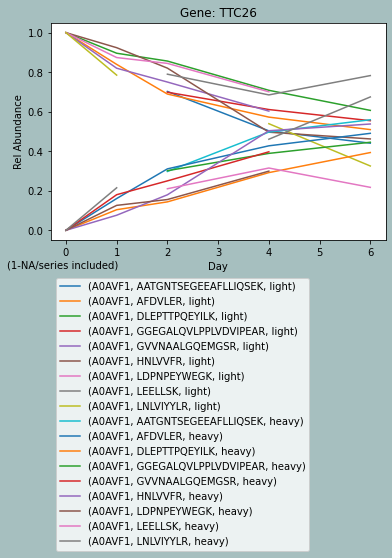 Gene: TTC26
Rel Abundance
1.0
0.8
0.6
0.4
0.2
0.0
0 1 2 3 4 5 6
(1-NA/series included)
Day
(A0AVF1, AATGNTSEGEEAFLLIQSEK, light)
(A0AVF1, AFDVLER, light)
(A0AVF1, DLEPTTPQEYILK, light)
(A0AVF1, GGEGALQVLPPLVDVIPEAR, light)
(A0AVF1, GVVNAALGQEMGSR, light)
(A0AVF1, HNLVVFR, light)
(A0AVF1, LDPNPEYWEGK, light)
(A0AVF1, LEELLSK, light)
(A0AVF1, LNLVIYYLR, light)
(A0AVF1, AATGNTSEGEEAFLLIQSEK, heavy)
(A0AVF1, AFDVLER, heavy)
(A0AVF1, DLEPTTPQEYILK, heavy)
(A0AVF1, GGEGALQVLPPLVDVIPEAR, heavy)
(A0AVF1, GVVNAALGQEMGSR, heavy)
(A0AVF1, HNLVVFR, heavy)
(A0AVF1, LDPNPEYWEGK, heavy)
(A0AVF1, LEELLSK, heavy)
(A0AVF1, LNLVIYYLR, heavy)